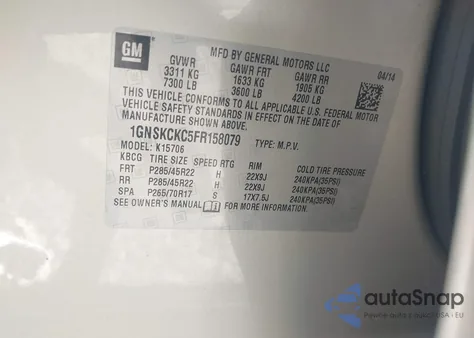 GM
MFD BY GENERAL MOTORS LLC
04/14
GVWR GAWR FRT GAWR RR
3311 KG 1633 KG 1905 KG
7300 LB 3600 LB 4200 LB
THIS VEHICLE CONFORMS TO ALL APPLICABLE U.S. FEDERAL MOTOR
VEHICLE SAFETY STANDARDS IN EFFECT ON THE DATE OF
MANUFACTURE SHOWN ABOVE.
1GNSKCKC5FR158079 TYPE: M.P.V.
MODEL: K15706
KBCG TIRE SIZE SPEED RTG RIM COLD TIRE PRESSURE
FRT P285/45R22 H 22X9J 240KPA(35PSI)
RR P285/45R22 H 22X9J 240KPA(35PSI)
SPA P265/70R17 S 17X7.5J 240KPA(35PSI)
SEE OWNER'S MANUAL FOR MORE INFORMATION.
autoSnap